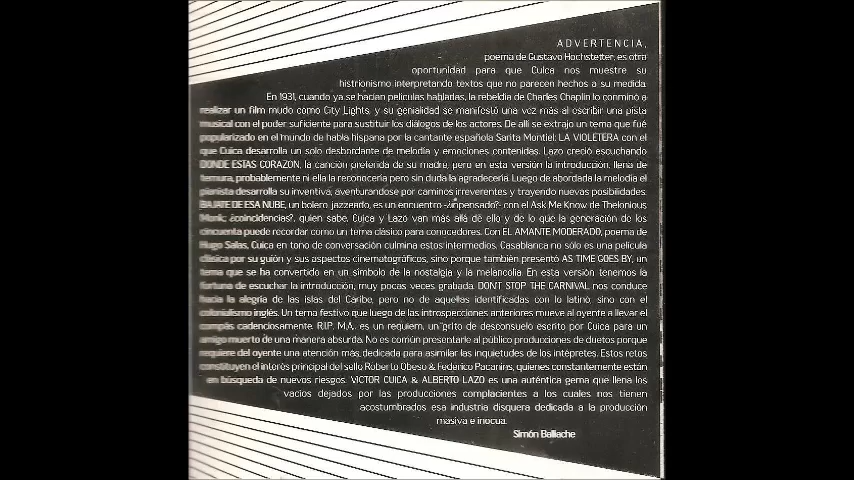 ADVERTENCIA,
poema de Gustavo Hochstetter, es otra
oportunidad para que Cuica nos muestre su
histrionismo interpretando textos que no parecen hechos a su medida.
En 1931, cuando ya se hacían películas habladas, la rebeldía de Charles Chaplin lo conminó a
realizar un film mudo como City Lights, y su genialidad se manifestó una vez más al escribir una pista
musical con el poder suficiente para sustituir los diálogos de los actores. De allí se extrajo un tema que fué
popularizado en el mundo de habla hispana por la cantante española Sarita Montiel: LA VIOLETERA con el
que Cuica desarrolla un solo desbordante de melodía y emociones contenidas. Lazo creció escuchando
DONDE ESTAS CORAZON, la canción preferida de su madre, pero en esta versión la introducción, llena de
ternura, probablemente ni ella la reconocería pero sin duda la agradecería. Luego de abordada la melodía el
pianista desarrolla su inventiva, aventurandose por caminos irreverentes y trayendo nuevas posibilidades.
BAJATE DE ESA NUBE, un bolero jazzeado, es un encuentro -¿inpensado?- con el Ask Me Know de Thelonious
Monk; ¿coincidencias?, quien sabe. Cuica y Lazo van más allá de ello y de lo que la generación de los
cincuenta puede recordar como un tema clásico para conocedores. Con EL AMANTE MODERADO, poema de
Hugo Salas, Cuica en tono de conversación culmina estos intermedios. Casablanca no sólo es una película
clásica por su guión y sus aspectos cinematográficos, sino porque también presentó AS TIME GOES BY, un
tema que se ha convertido en un símbolo de la nostalgia y la melancolía. En esta versión tenemos la
fortuna de escuchar la introducción, muy pocas veces grabada. DON'T STOP THE CARNIVAL nos conduce
hacia la alegría de las islas del Caribe, pero no de aquellas identificadas con lo latino, sino con el
colonialismo inglés. Un tema festivo que luego de las introspecciones anteriores mueve al oyente a llevar el
compás cadenciosamente. R.I.P. M.A., es un requiem, un grito de desconsuelo escrito por Cuica para un
amigo muerto de una manera absurda. No es común presentarle al público producciones de duetos porque
requiere del oyente una atención más dedicada para asimilar las inquietudes de los intépretes. Estos retos
constituyen el interés principal del sello Roberto Obeso & Federico Pacanins, quienes constantemente están
en búsqueda de nuevos riesgos. VICTOR CUICA & ALBERTO LAZO es una auténtica gema que llena los
vacíos dejados por las producciones complacientes a los cuales nos tienen
acostumbrados esa industria disquera dedicada a la producción
masiva e inocua.
Simón Balliache